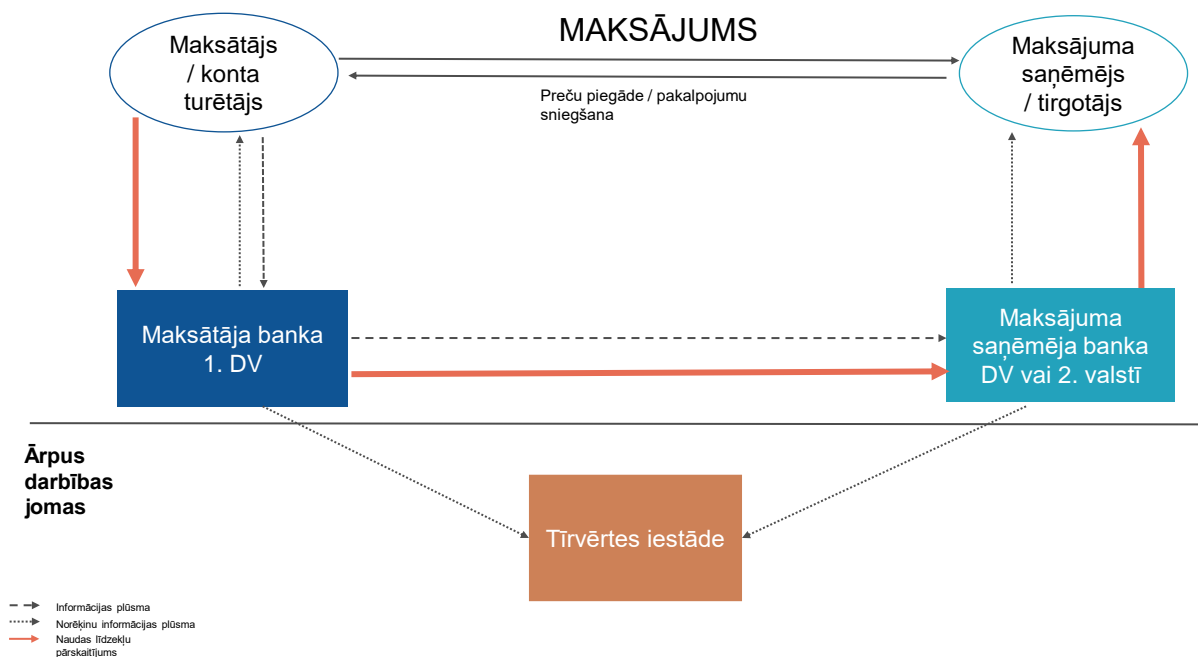 MAKSĀJUMS
Maksātājs
/ konta
turētājs
Maksājuma
saņēmējs
/ tirgotājs
Preču piegāde / pakalpojumu
sniegšana
Maksātāja banka
1. DV
Maksājuma
saņēmēja banka
DV vai 2. valstī
Ārpus
darbības
jomas
Tīrvērtes iestāde
Informācijas plūsma
Norēķinu informācijas plūsma
Naudas līdzekļu
pārskaitījums